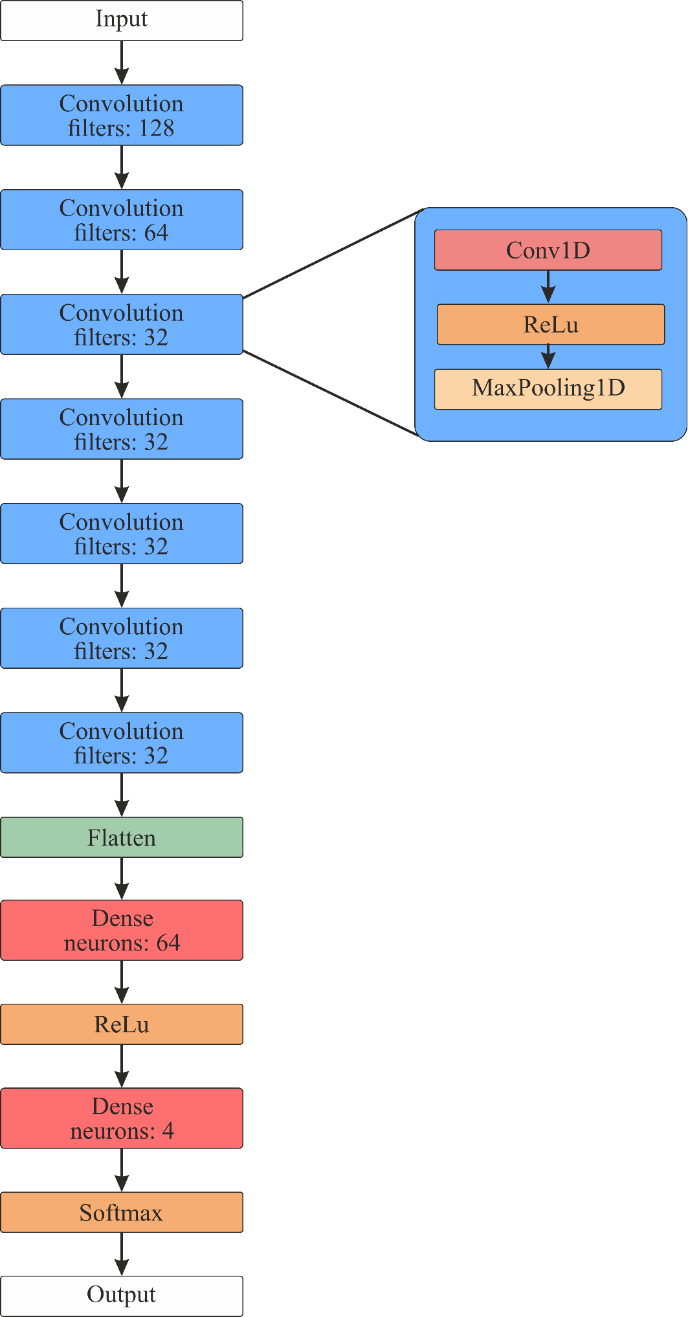 Input
Convolution
filters: 128
Convolution
filters: 64
Convolution
filters: 32
Conv1D
ReLu
MaxPooling1D
Convolution
filters: 32
Convolution
filters: 32
Convolution
filters: 32
Convolution
filters: 32
Flatten
Dense
neurons: 64
ReLu
Dense
neurons: 4
Softmax
Output